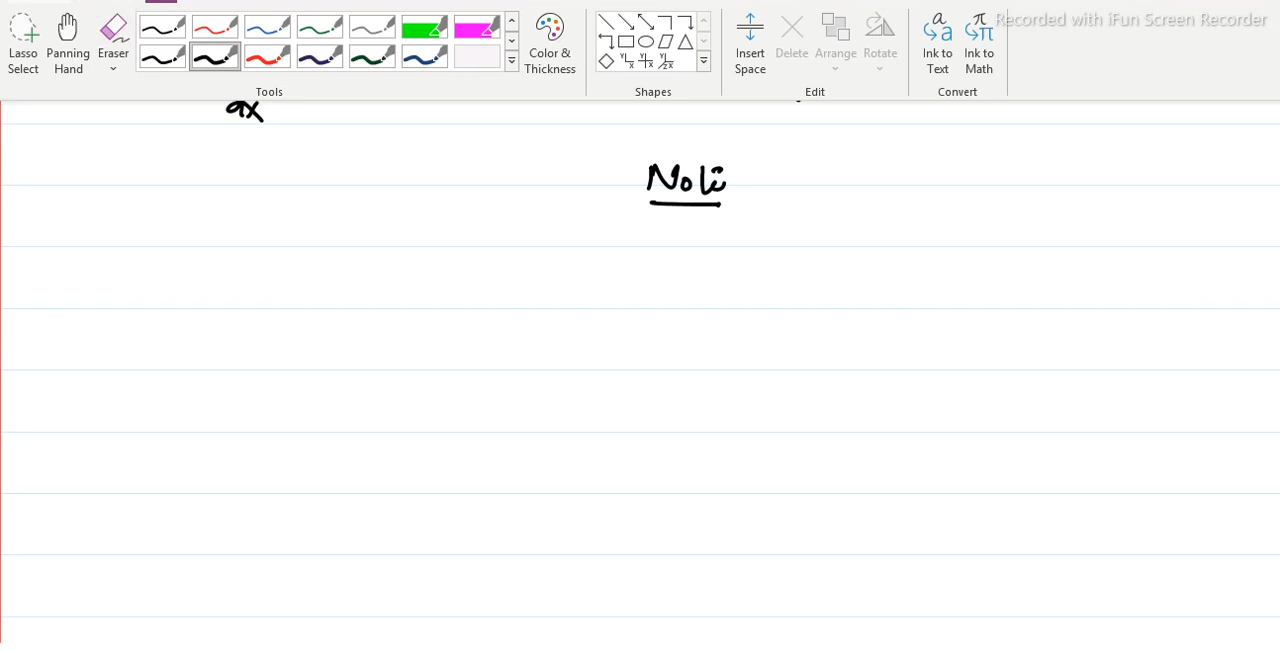 Recorded with iFun Screen Recorder
Lasso Select
Panning Hand
Eraser
Color & Thickness
Insert Space
Delete
Arrange
Rotate
Ink to Text
Ink to Math
Tools
Shapes
Edit
Convert
dx
Note